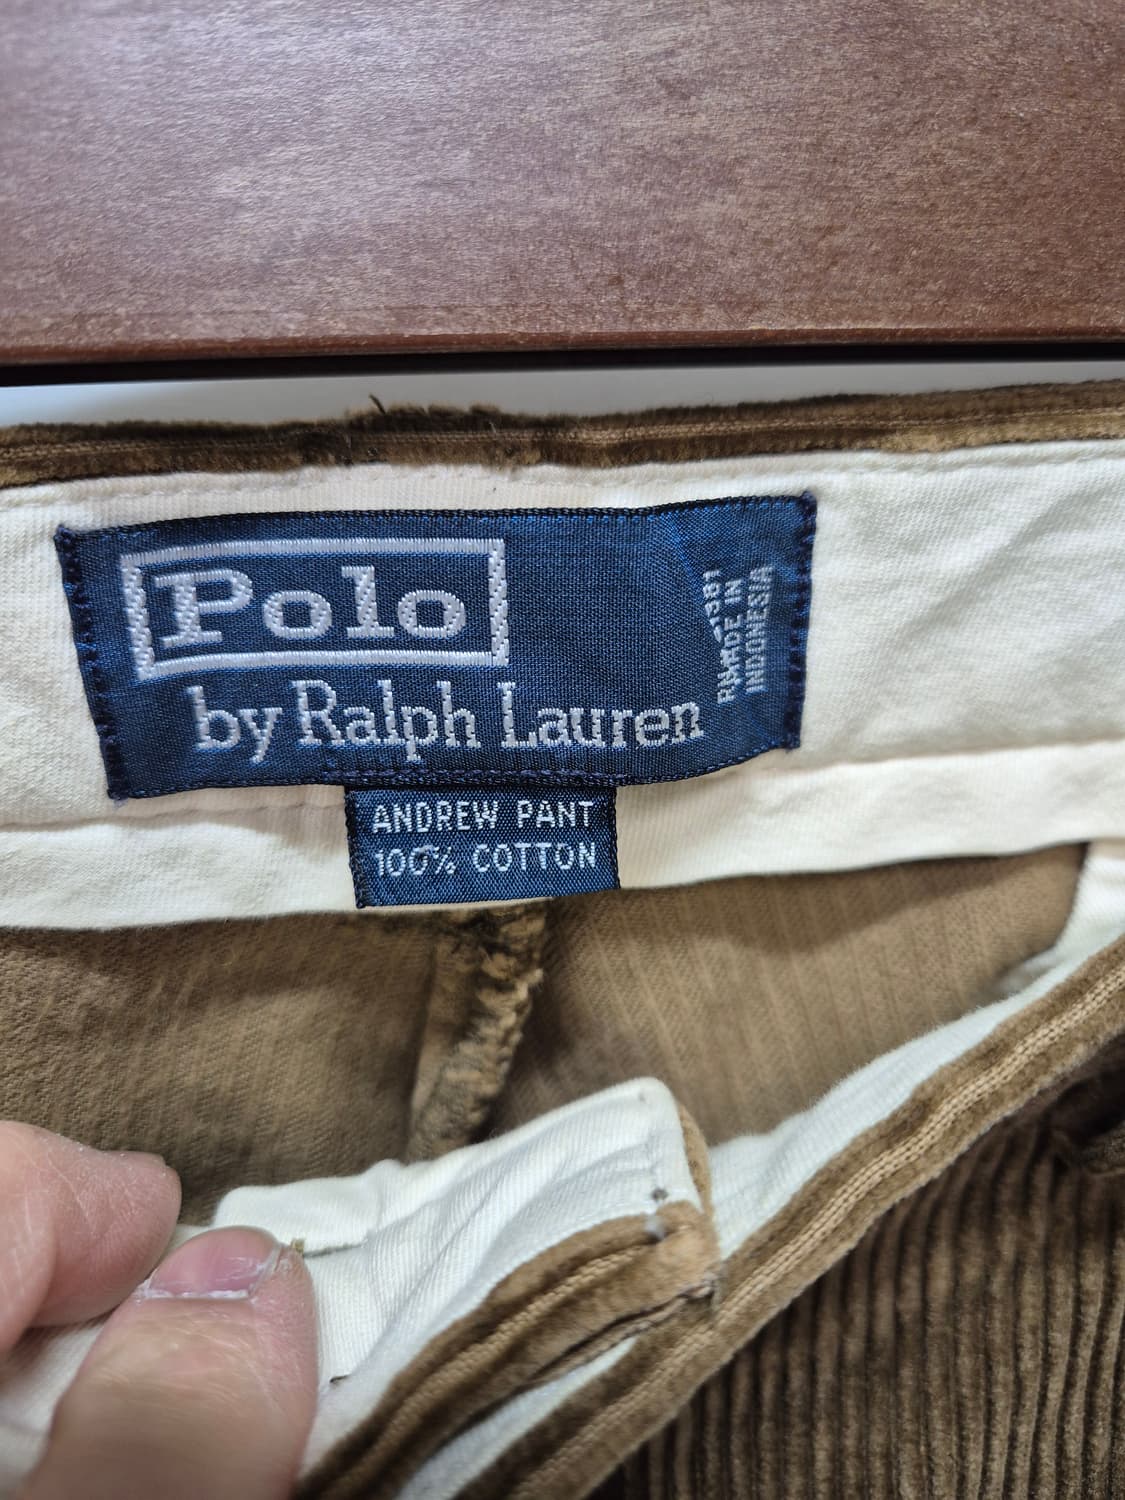 Polo
by Ralph Lauren
MADE IN
INDONESIA
ANDREW PANT
100% COTTON